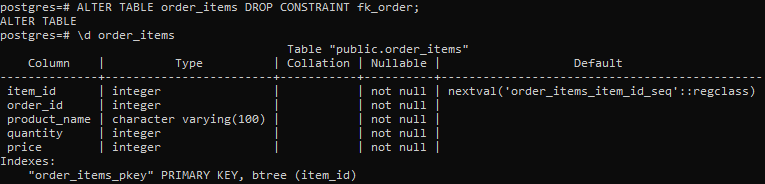 postgres=# ALTER TABLE order_items DROP CONSTRAINT fk_order;
ALTER TABLE
postgres=# \d order_items
                                      Table "public.order_items"
    Column    |          Type          | Collation | Nullable |                    Default
--------------+------------------------+-----------+----------+------------------------------------------------
 item_id      | integer                |           | not null | nextval('order_items_item_id_seq'::regclass)
 order_id     | integer                |           | not null |
 product_name | character varying(100) |           | not null |
 quantity     | integer                |           | not null |
 price        | integer                |           | not null |
Indexes:
    "order_items_pkey" PRIMARY KEY, btree (item_id)